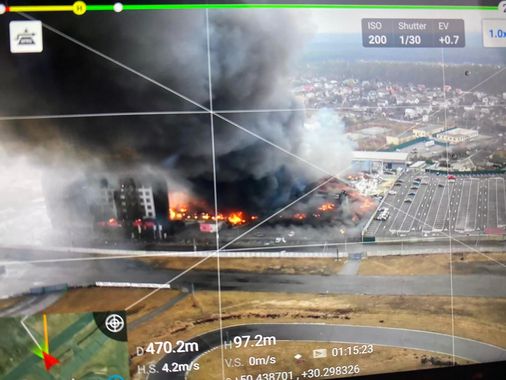 H
ISO Shutter EV
200 1/30 +0.7
1.0x
D 470.2m H 97.2m
H.S. 4.2m/s V.S. 0m/s 01:15:23
+50.438701 , +30.298326